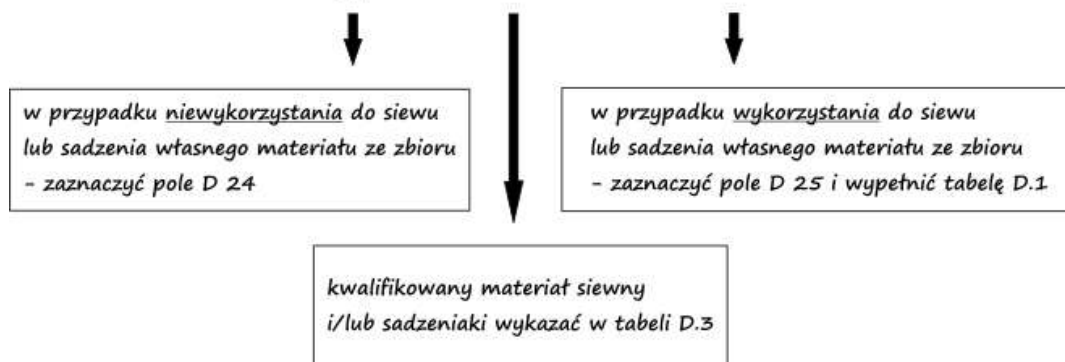 w przypadku niewykorzystania do siewu
lub sadzenia własnego materiału ze zbioru
- zaznaczyć pole D 24
w przypadku wykorzystania do siewu
lub sadzenia własnego materiału ze zbioru
- zaznaczyć pole D 25 i wypełnić tabelę D.1
kwalifikowany materiał siewny
i/lub sadzeniaki wykazać w tabeli D.3